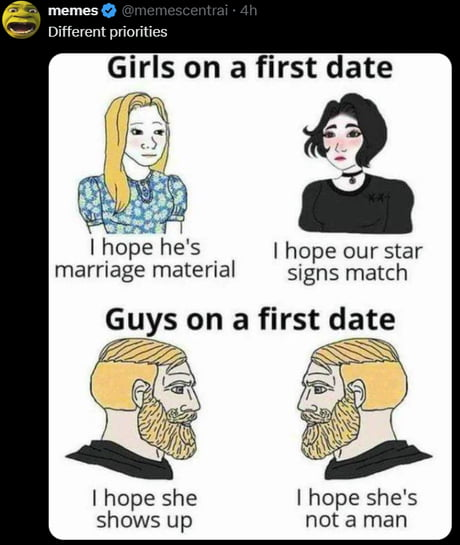 memes @memescentrai · 4h
Different priorities
Girls on a first date
I hope he's
marriage material
I hope our star
signs match
Guys on a first date
I hope she
shows up
I hope she's
not a man